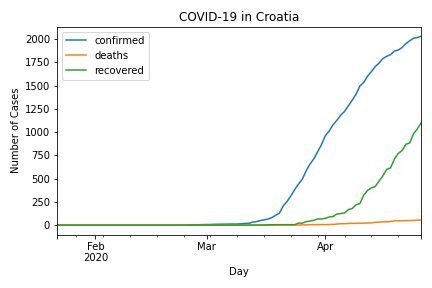 COVID-19 in Croatia
confirmed
deaths
recovered
Number of Cases
2000
1750
1500
1250
1000
750
500
250
0
Feb
2020
Mar
Apr
Day